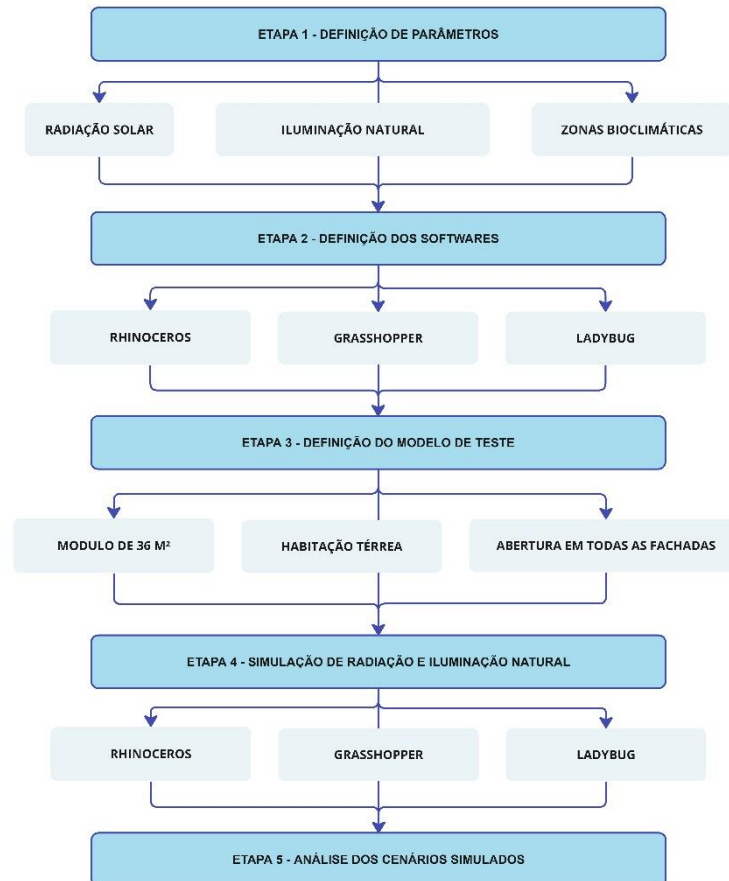 ETAPA 1 - DEFINIÇÃO DE PARÂMETROS
RADIAÇÃO SOLAR
ILUMINAÇÃO NATURAL
ZONAS BIOCLIMÁTICAS
ETAPA 2 - DEFINIÇÃO DOS SOFTWARES
RHINOCEROS
GRASSHOPPER
LADYBUG
ETAPA 3 - DEFINIÇÃO DO MODELO DE TESTE
MODULO DE 36 M²
HABITAÇÃO TÉRREA
ABERTURA EM TODAS AS FACHADAS
ETAPA 4 - SIMULAÇÃO DE RADIAÇÃO E ILUMINAÇÃO NATURAL
RHINOCEROS
GRASSHOPPER
LADYBUG
ETAPA 5 - ANÁLISE DOS CENÁRIOS SIMULADOS